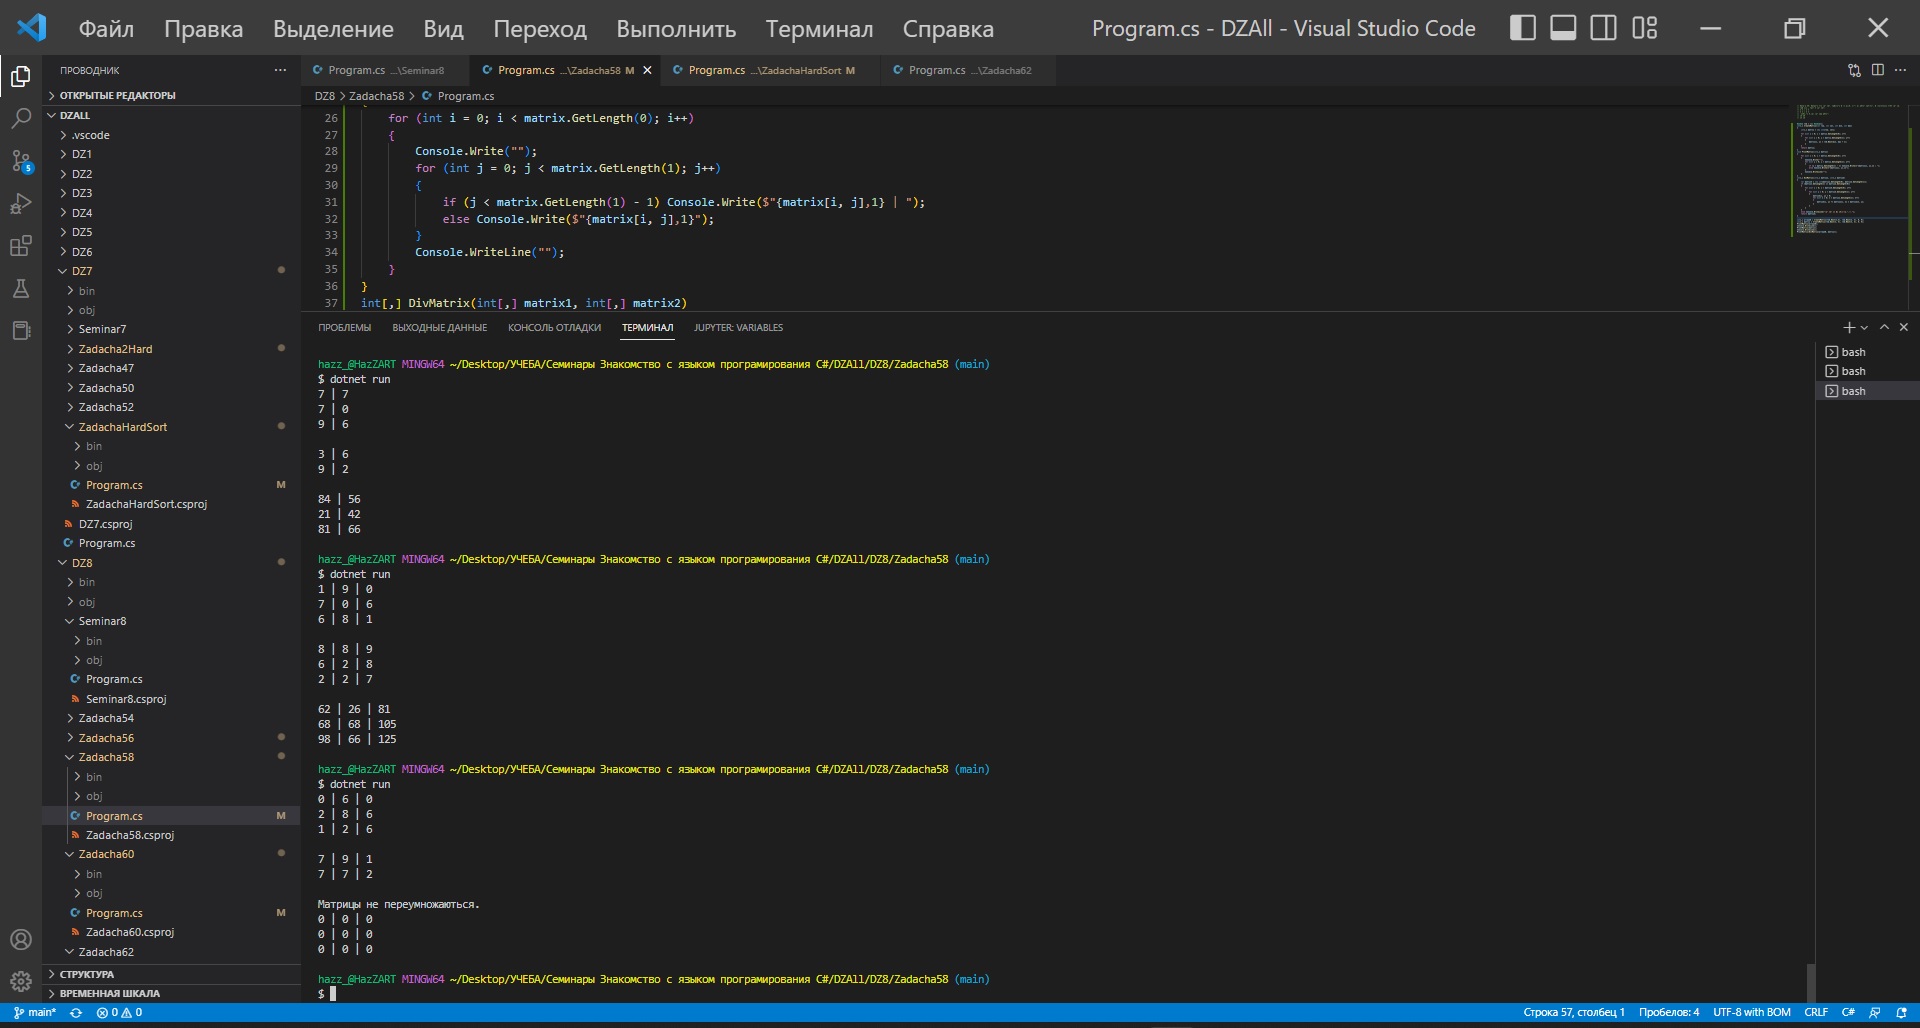 Файл Правка Выделение Вид Переход Выполнить Терминал Справка
Program.cs - DZAll - Visual Studio Code
ПРОВОДНИК
ОТКРЫТЫЕ РЕДАКТОРЫ
DZALL
.vscode
DZ1
DZ2
DZ3
DZ4
DZ5
DZ6
DZ7
bin
obj
Seminar7
Zadacha2Hard
Zadacha47
Zadacha50
Zadacha52
ZadachaHardSort
bin
obj
Program.cs M
ZadachaHardSort.csproj
DZ7.csproj
Program.cs
DZ8
bin
obj
Seminar8
bin
obj
Program.cs
Seminar8.csproj
Zadacha54
Zadacha56
Zadacha58
bin
obj
Program.cs M
Zadacha58.csproj
Zadacha60
bin
obj
Program.cs M
Zadacha60.csproj
Zadacha62
СТРУКТУРА
ВРЕМЕННАЯ ШКАЛА
5
Program.cs ...\Seminar8
Program.cs ...\Zadacha58 M
Program.cs ...\ZadachaHardSort M
Program.cs ...\Zadacha62
DZ8 > Zadacha58 > Program.cs
26 for (int i = 0; i < matrix.GetLength(0); i++)
27 {
28 Console.Write("");
29 for (int j = 0; j < matrix.GetLength(1); j++)
30 {
31 if (j < matrix.GetLength(1) - 1) Console.Write($"{matrix[i, j],1} | ");
32 else Console.Write($"{matrix[i, j],1}");
33 }
34 Console.WriteLine("");
35 }
36 }
37 int[,] DivMatrix(int[,] matrix1, int[,] matrix2)
ПРОБЛЕМЫ ВЫХОДНЫЕ ДАННЫЕ КОНСОЛЬ ОТЛАДКИ ТЕРМИНАЛ JUPYTER: VARIABLES
hazz_@HazZART MINGW64 ~/Desktop/УЧЕБА/Семинары Знакомство с языком програмирования C#/DZAll/DZ8/Zadacha58 (main)
$ dotnet run
7 | 7
7 | 0
9 | 6
3 | 6
9 | 2
84 | 56
21 | 42
81 | 66
hazz_@HazZART MINGW64 ~/Desktop/УЧЕБА/Семинары Знакомство с языком програмирования C#/DZAll/DZ8/Zadacha58 (main)
$ dotnet run
1 | 9 | 0
7 | 0 | 6
6 | 8 | 1
8 | 8 | 9
6 | 2 | 8
2 | 2 | 7
62 | 26 | 81
68 | 68 | 105
98 | 66 | 125
hazz_@HazZART MINGW64 ~/Desktop/УЧЕБА/Семинары Знакомство с языком програмирования C#/DZAll/DZ8/Zadacha58 (main)
$ dotnet run
0 | 6 | 0
2 | 8 | 6
1 | 2 | 6
7 | 9 | 1
7 | 7 | 2
Матрицы не переумножаються.
0 | 0 | 0
0 | 0 | 0
0 | 0 | 0
hazz_@HazZART MINGW64 ~/Desktop/УЧЕБА/Семинары Знакомство с языком програмирования C#/DZAll/DZ8/Zadacha58 (main)
$
bash
bash
bash
main* 0 0
Строка 57, столбец 1 Пробелов: 4 UTF-8 with BOM CRLF C#